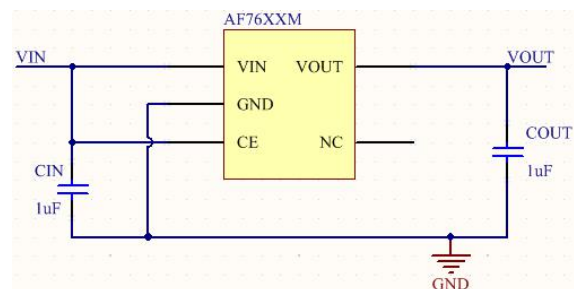 AF76XXM
VIN
VIN VOUT
VOUT
GND
CE NC
CIN
1uF
COUT
1uF
GND